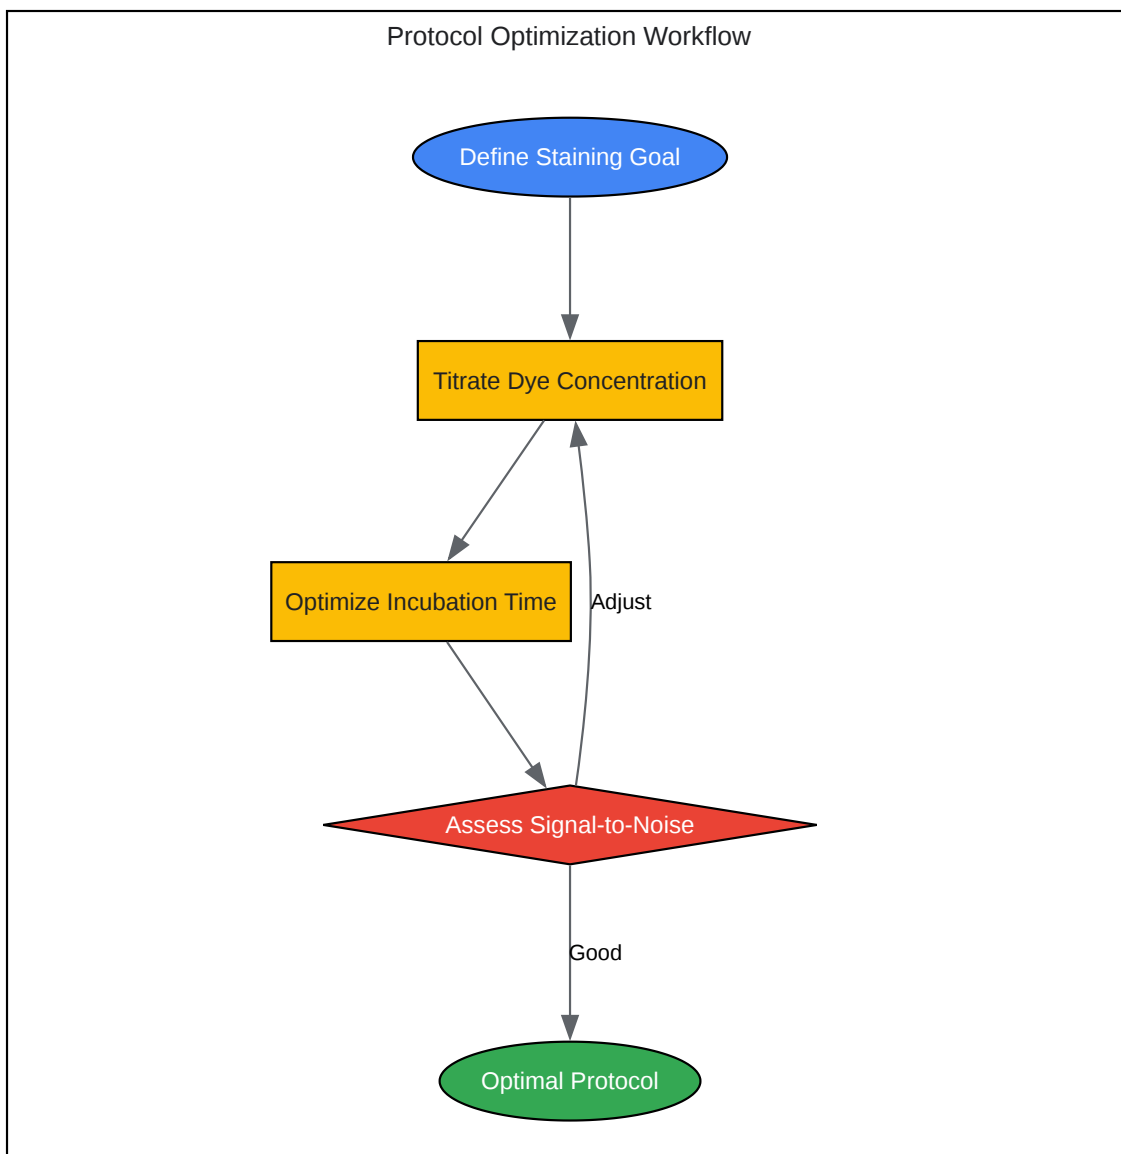 Protocol Optimization Workflow
Define Staining Goal
Titrate Dye Concentration
Optimize Incubation Time
Adjust
Assess Signal-to-Noise
Good
Optimal Protocol